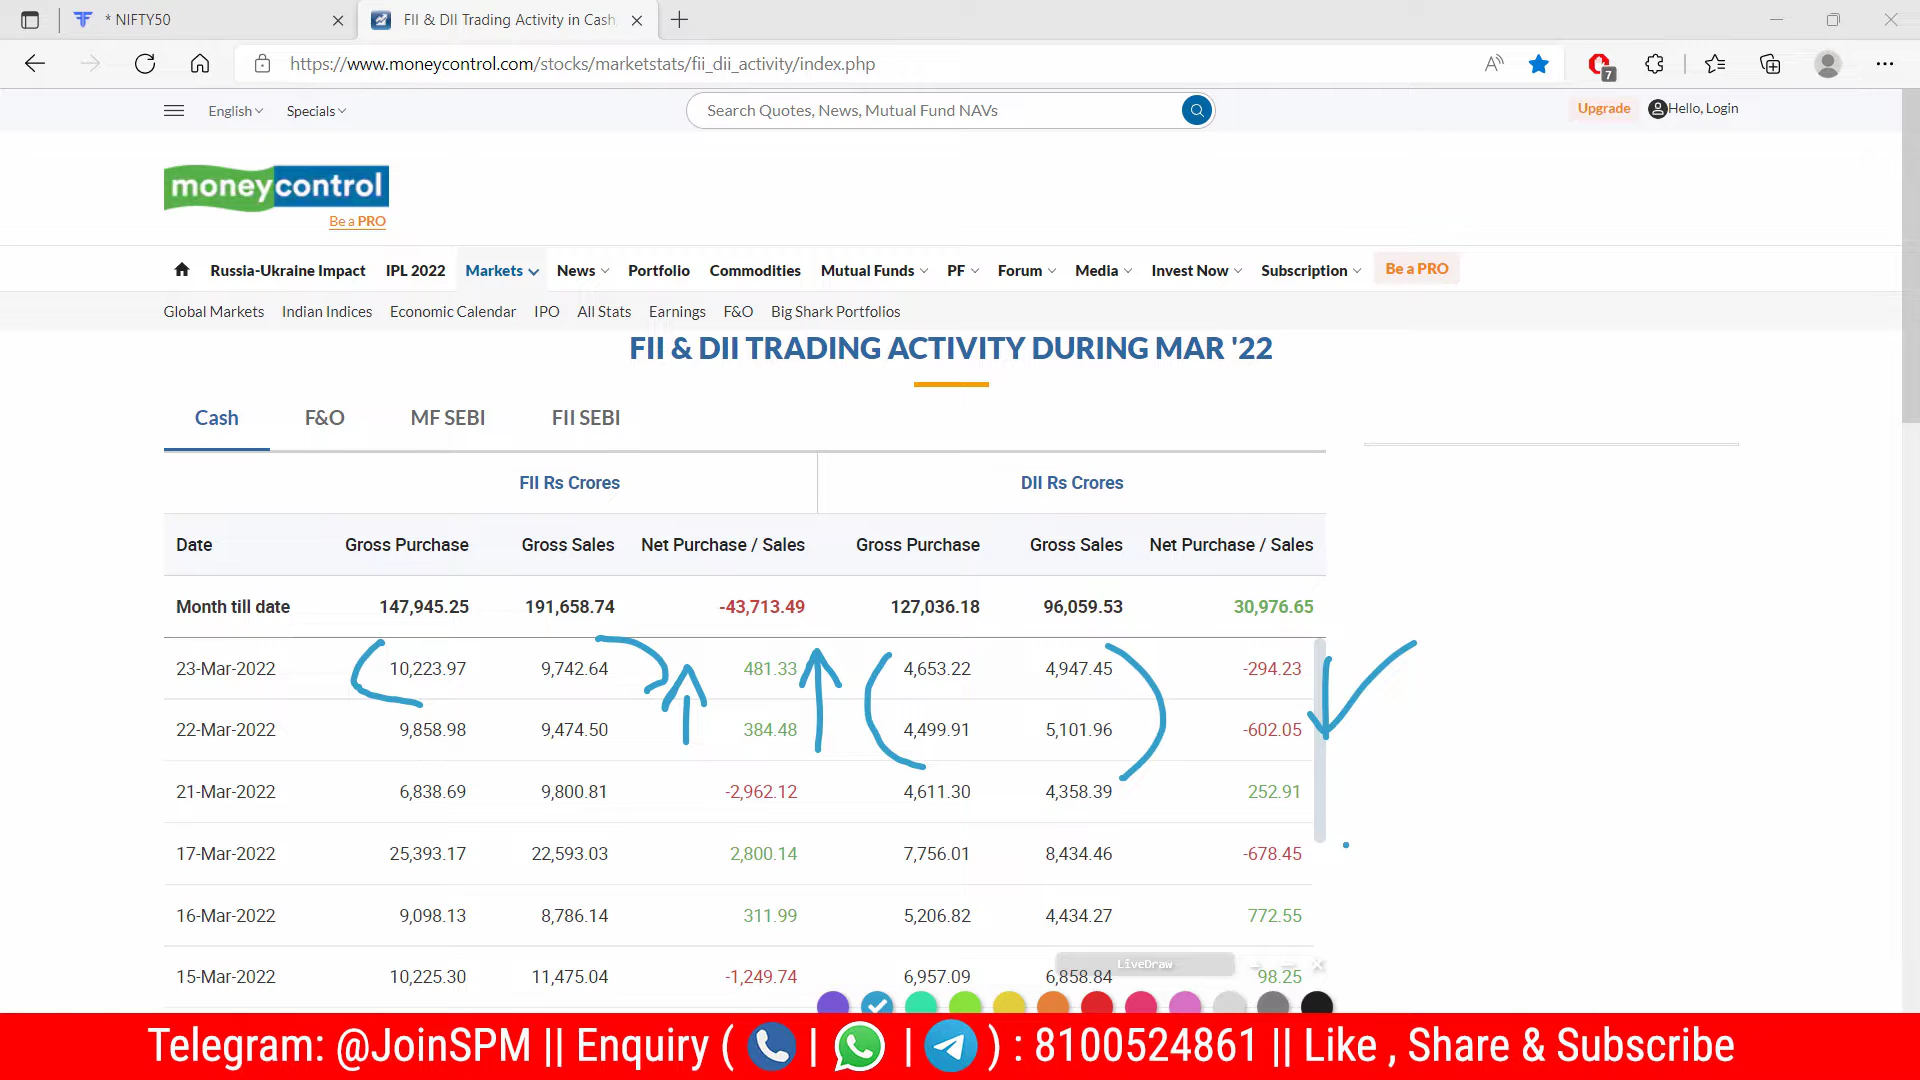 * NIFTY50
FII & DII Trading Activity in Cash
https://www.moneycontrol.com/stocks/marketstats/fii_dii_activity/index.php
7
English Specials Search Quotes, News, Mutual Fund NAVs Upgrade Hello, Login
moneycontrol
Be a PRO
Russia-Ukraine Impact IPL 2022 Markets News Portfolio Commodities Mutual Funds PF Forum Media Invest Now Subscription Be a PRO
Global Markets Indian Indices Economic Calendar IPO All Stats Earnings F&O Big Shark Portfolios
FII & DII TRADING ACTIVITY DURING MAR '22
Cash F&O MF SEBI FII SEBI
FII Rs Crores DII Rs Crores
Date Gross Purchase Gross Sales Net Purchase / Sales Gross Purchase Gross Sales Net Purchase / Sales
Month till date 147,945.25 191,658.74 -43,713.49 127,036.18 96,059.53 30,976.65
23-Mar-2022 10,223.97 9,742.64 481.33 4,653.22 4,947.45 -294.23
22-Mar-2022 9,858.98 9,474.50 384.48 4,499.91 5,101.96 -602.05
21-Mar-2022 6,838.69 9,800.81 -2,962.12 4,611.30 4,358.39 252.91
17-Mar-2022 25,393.17 22,593.03 2,800.14 7,756.01 8,434.46 -678.45
16-Mar-2022 9,098.13 8,786.14 311.99 5,206.82 4,434.27 772.55
15-Mar-2022 10,225.30 11,475.04 -1,249.74 6,957.09 6,858.84 98.25
LiveDraw
Telegram: @JoinSPM || Enquiry ( | | ) : 8100524861 || Like , Share & Subscribe